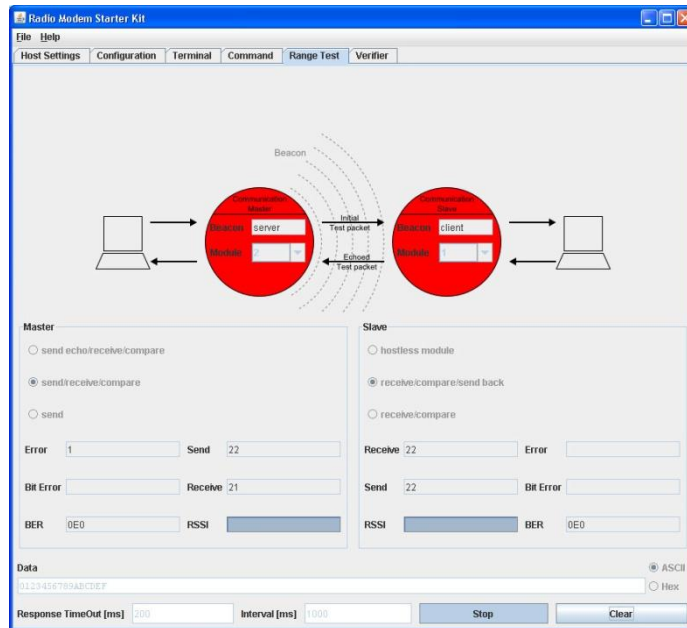 Radio Modem Starter Kit
File Help
Host Settings Configuration Terminal Command Range Test Verifier
Beacon
Communication Master
Communication Slave
Beacon server
Initial Test packet
Beacon client
Module 2
Echoed Test packet
Module 1
Master
Slave
send echo/receive/compare
hostless module
send/receive/compare
receive/compare/send back
send
receive/compare
Error 1 Send 22
Receive 22 Error
Bit Error Receive 21
Send 22 Bit Error
BER 0E0 RSSI
RSSI BER 0E0
Data
ASCII
0123456789ABCDEF
Hex
Response TimeOut [ms] 200 Interval [ms] 1000 Stop Clear